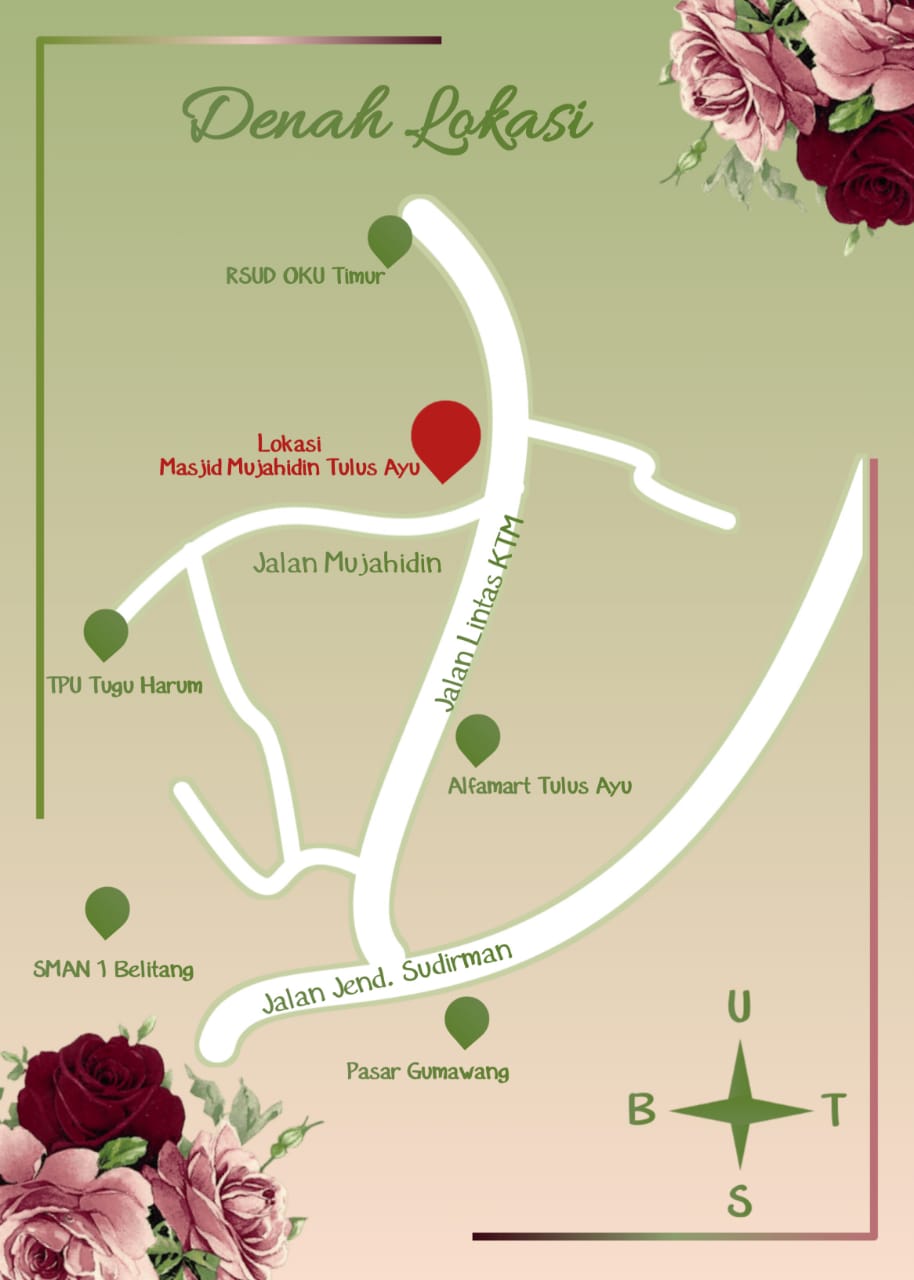 Denah Lokasi
RSUD OKU Timur
Lokasi
Masjid Mujahidin Tulus Ayu
Jalan Mujahidin
Jalan Lintas KTM
TPU Tugu Harum
Alfamart Tulus Ayu
SMAN 1 Belitang
Jalan Jend. Sudirman
Pasar Gumawang
U
B
T
S